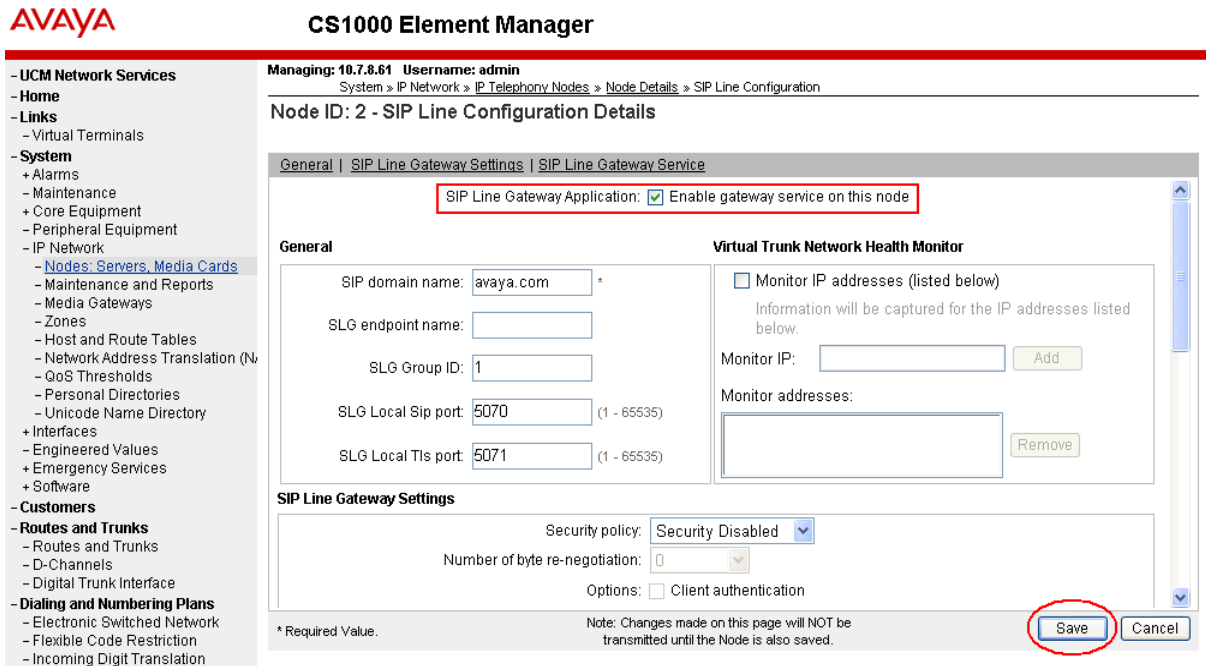 AVAYA
CS1000 Element Manager
- UCM Network Services
- Home
- Links
- Virtual Terminals
- System
+ Alarms
- Maintenance
+ Core Equipment
- Peripheral Equipment
- IP Network
- Nodes: Servers, Media Cards
- Maintenance and Reports
- Media Gateways
- Zones
- Host and Route Tables
- Network Address Translation (N
- QoS Thresholds
- Personal Directories
- Unicode Name Directory
+ Interfaces
- Engineered Values
+ Emergency Services
+ Software
- Customers
- Routes and Trunks
- Routes and Trunks
- D-Channels
- Digital Trunk Interface
- Dialing and Numbering Plans
- Electronic Switched Network
- Flexible Code Restriction
- Incoming Digit Translation
Managing: 10.7.8.61 Username: admin
System » IP Network » IP Telephony Nodes » Node Details » SIP Line Configuration
Node ID: 2 - SIP Line Configuration Details
General | SIP Line Gateway Settings | SIP Line Gateway Service
SIP Line Gateway Application: Enable gateway service on this node
General
SIP domain name: avaya.com *
SLG endpoint name:
SLG Group ID: 1
SLG Local Sip port: 5070 (1 - 65535)
SLG Local Tls port: 5071 (1 - 65535)
Virtual Trunk Network Health Monitor
Monitor IP addresses (listed below)
Information will be captured for the IP addresses listed
below.
Monitor IP: Add
Monitor addresses:
Remove
SIP Line Gateway Settings
Security policy: Security Disabled
Number of byte re-negotiation: 0
Options: Client authentication
* Required Value.
Note: Changes made on this page will NOT be
transmitted until the Node is also saved.
Save Cancel